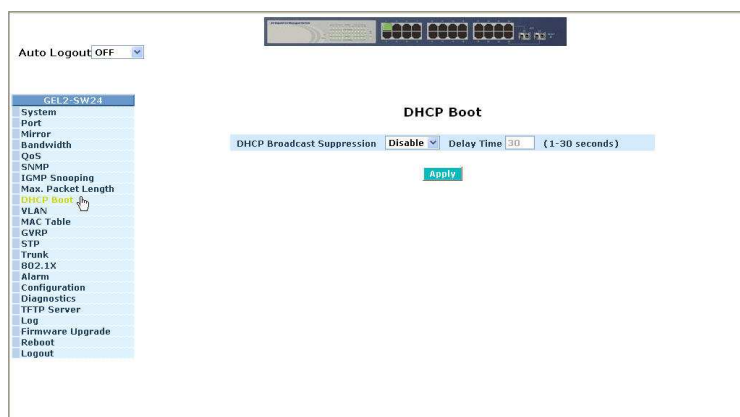 Auto Logout OFF
GEL2-SW24
System
Port
Mirror
Bandwidth
QoS
SNMP
IGMP Snooping
Max. Packet Length
DHCP Boot
VLAN
MAC Table
GVRP
STP
Trunk
802.1X
Alarm
Configuration
Diagnostics
TFTP Server
Log
Firmware Upgrade
Reboot
Logout
DHCP Boot
DHCP Broadcast Suppression Disable Delay Time 30 (1-30 seconds)
Apply